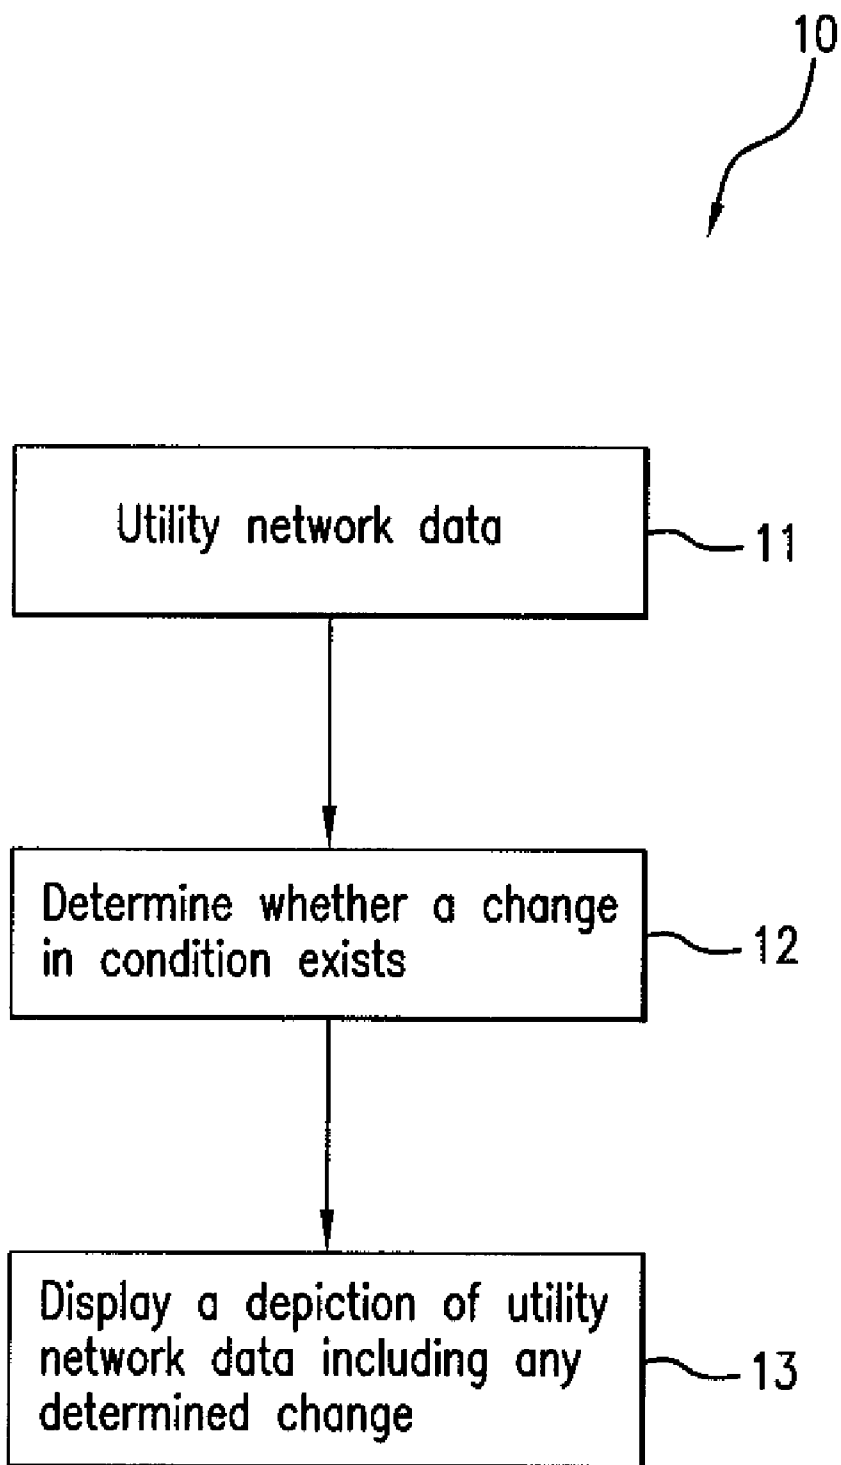 10
Utility network data
11
Determine whether a change
in condition exists
12
Display a depiction of utility
network data including any
determined change
13